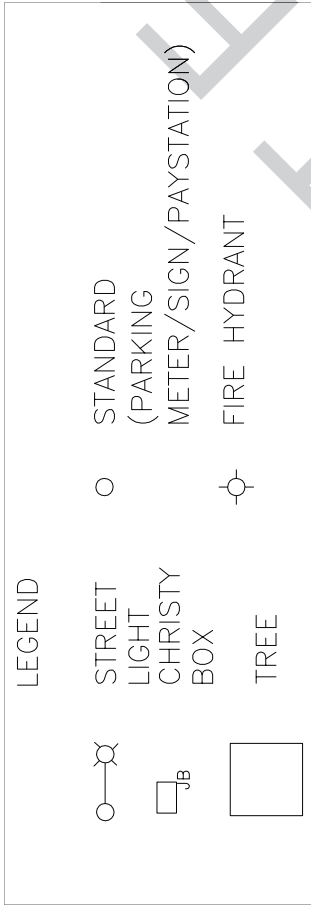 LEGEND
STREET
LIGHT
CHRISTY
BOX
JB
TREE
STANDARD
(PARKING
METER/SIGN/PAYSTATION)
FIRE HYDRANT